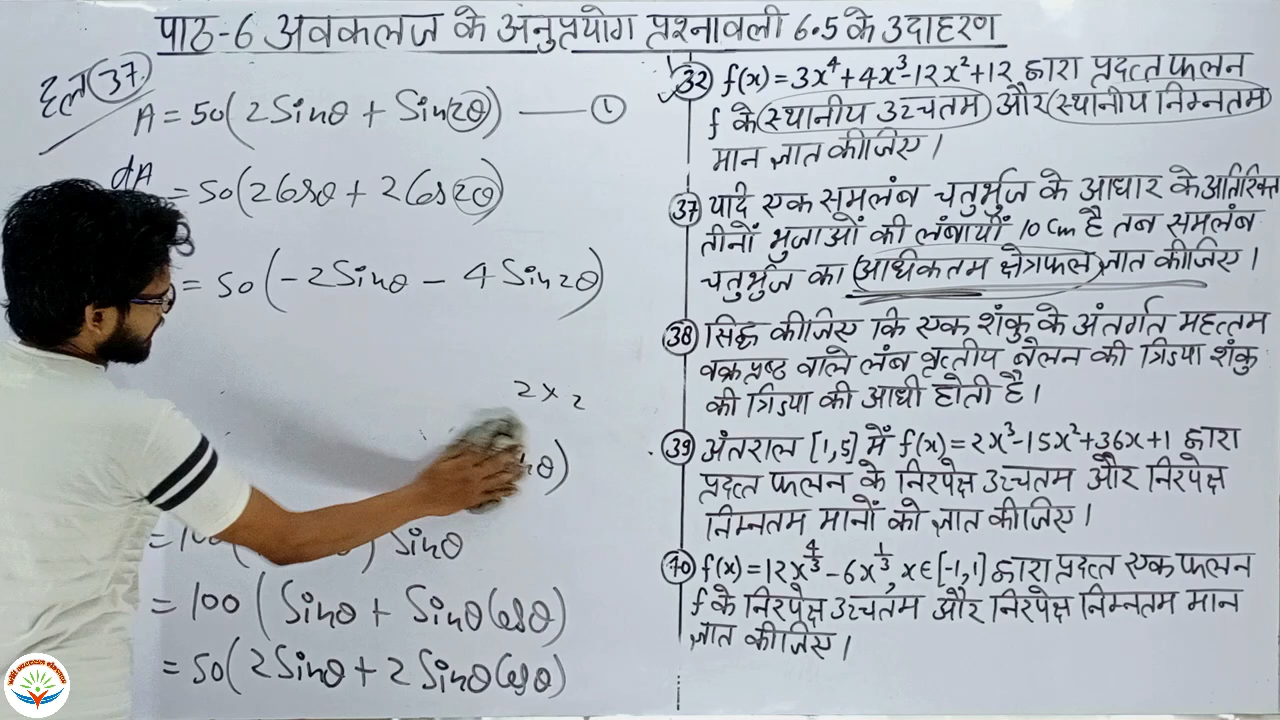 पाठ-6 अवकलज के अनुप्रयोग प्रश्नावली 6.5 के उदाहरण
हल 37.
A = 50(2Sinθ + Sin2θ) —— ①
dA
= 50(2Cosθ + 2Cos2θ)
= 50(-2Sinθ - 4Sin2θ)
2×2
θ)
Sinθ
= 100(Sinθ + SinθCosθ)
= 50(2Sinθ + 2SinθCosθ)
32 f(x) = 3x⁴+4x³-12x²+12 द्वारा प्रदत्त फलन
f के स्थानीय उच्चतम और स्थानीय निम्नतम
मान ज्ञात कीजिए।
37 यदि एक समलंब चतुर्भुज के आधार के अतिरिक्त
तीनों भुजाओं की लंबायीं 10 cm है तब समलंब
चतुर्भुज का (अधिकतम क्षेत्रफल) ज्ञात कीजिए।
38 सिद्ध कीजिए कि एक शंकु के अंतर्गत महत्तम
वक्रपृष्ठ वाले लंब वृत्तीय बेलन की त्रिज्या शंकु
की त्रिज्या की आधी होती है।
39 अंतराल [1,5] में f(x)=2x³-15x²+36x+1 द्वारा
प्रदत्त फलन के निरपेक्ष उच्चतम और निरपेक्ष
निम्नतम मानों को ज्ञात कीजिए।
40 f(x)=12x^{4/3}-6x^{1/3}, x∈[-1,1] द्वारा प्रदत्त एक फलन
f के निरपेक्ष उच्चतम और निरपेक्ष निम्नतम मान
ज्ञात कीजिए।